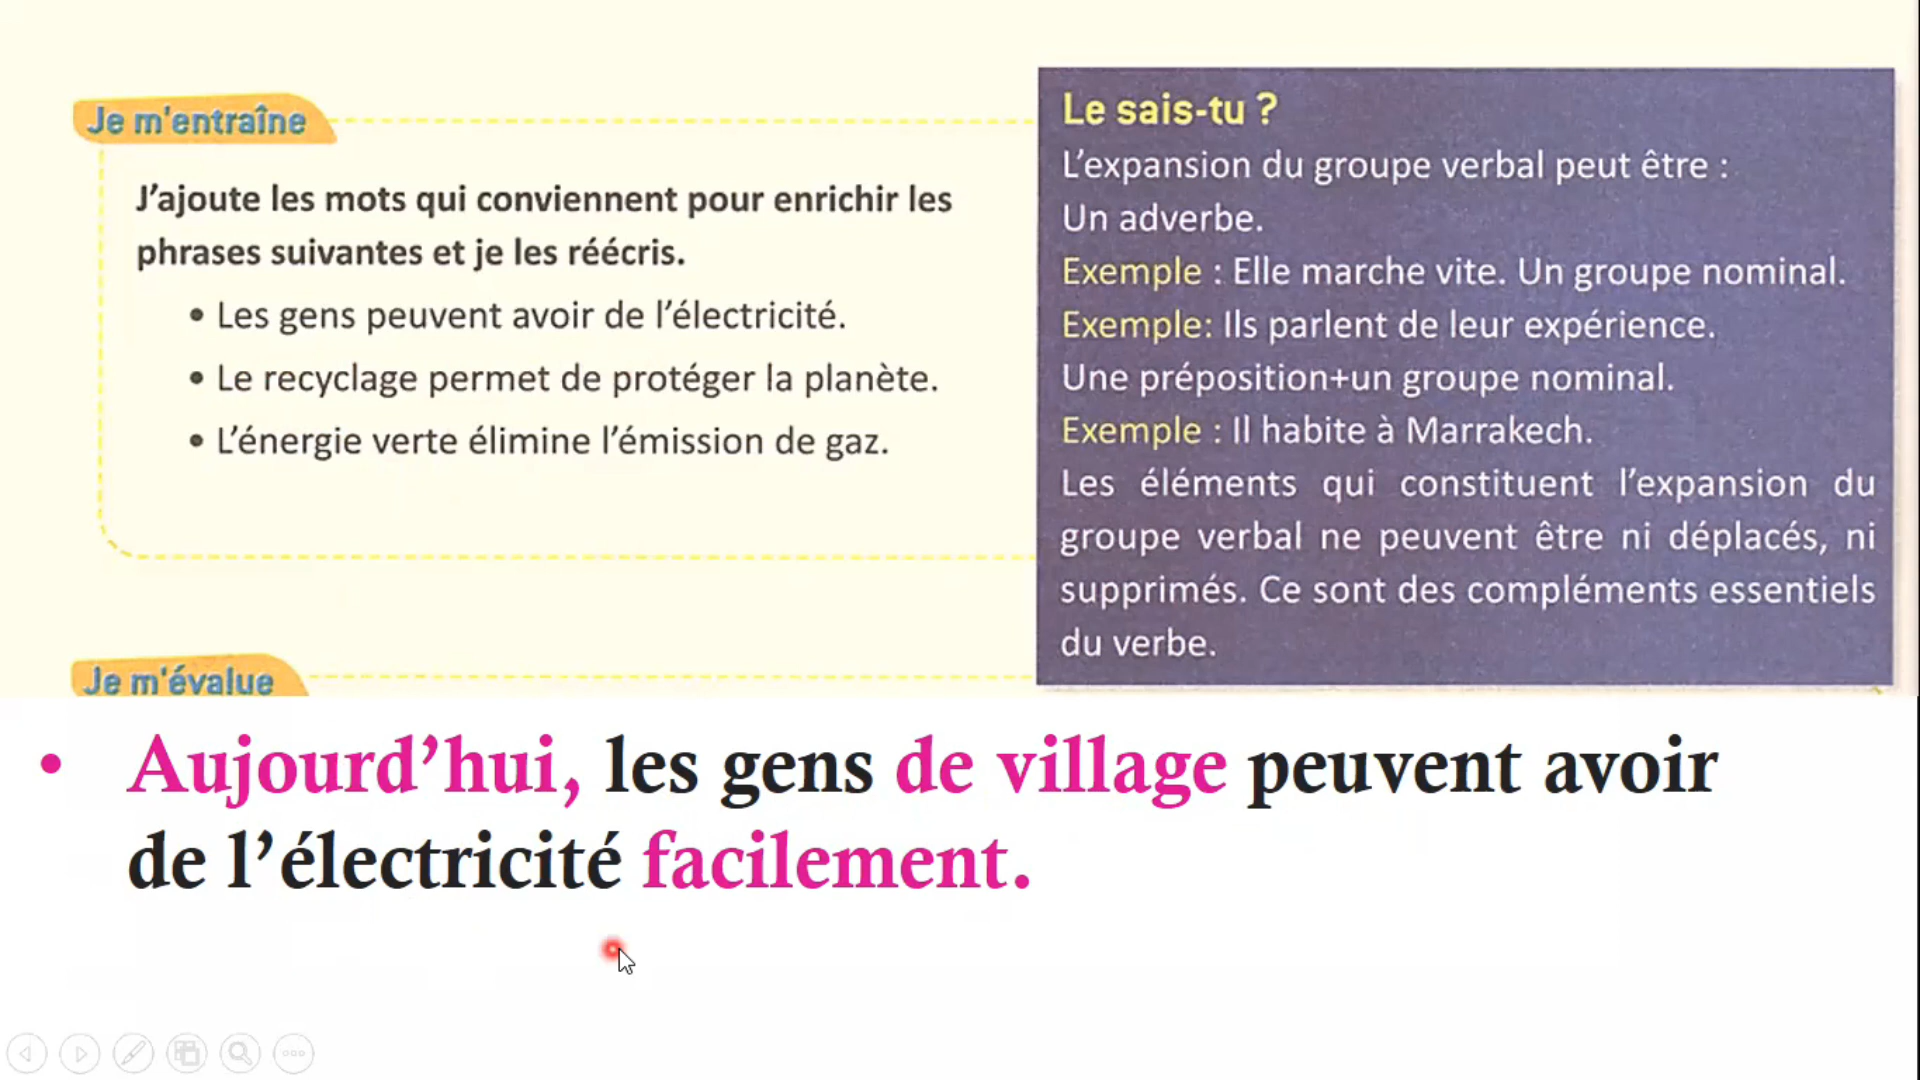 Je m'entraîne
J'ajoute les mots qui conviennent pour enrichir les
phrases suivantes et je les réécris.
• Les gens peuvent avoir de l'électricité.
• Le recyclage permet de protéger la planète.
• L'énergie verte élimine l'émission de gaz.
Le sais-tu ?
L'expansion du groupe verbal peut être :
Un adverbe.
Exemple : Elle marche vite. Un groupe nominal.
Exemple: Ils parlent de leur expérience.
Une préposition+un groupe nominal.
Exemple : Il habite à Marrakech.
Les éléments qui constituent l'expansion du
groupe verbal ne peuvent être ni déplacés, ni
supprimés. Ce sont des compléments essentiels
du verbe.
Je m'évalue
• Aujourd'hui, les gens de village peuvent avoir
de l'électricité facilement.